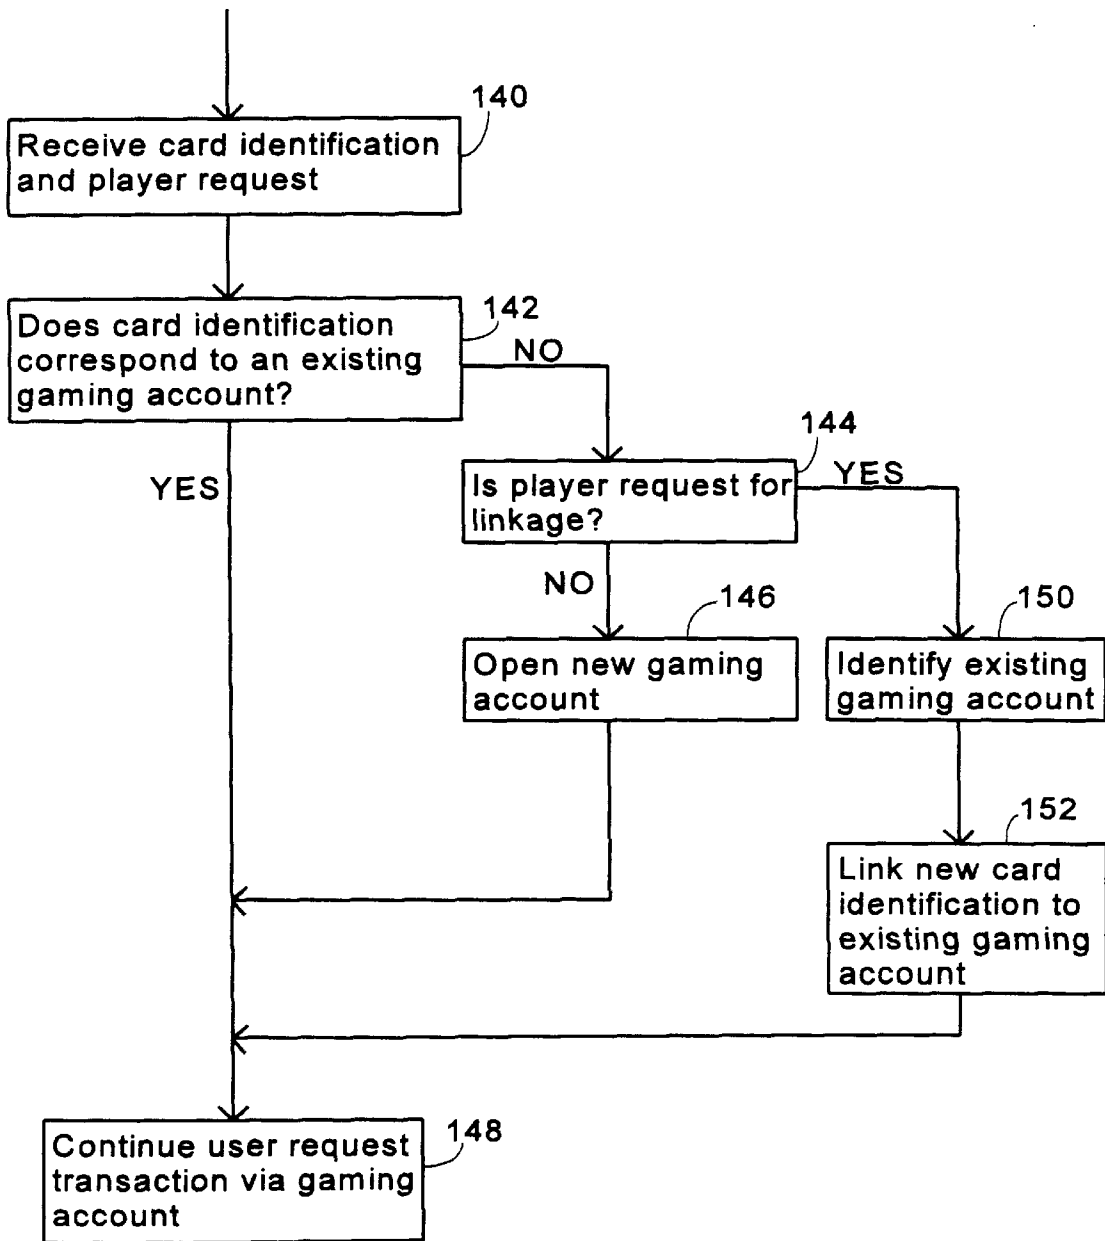 140
Receive card identification
and player request
142
Does card identification
correspond to an existing
gaming account?
NO
144
YES
Is player request for
linkage?
YES
NO
146
150
Open new gaming
account
Identify existing
gaming account
152
Link new card
identification to
existing gaming
account
148
Continue user request
transaction via gaming
account